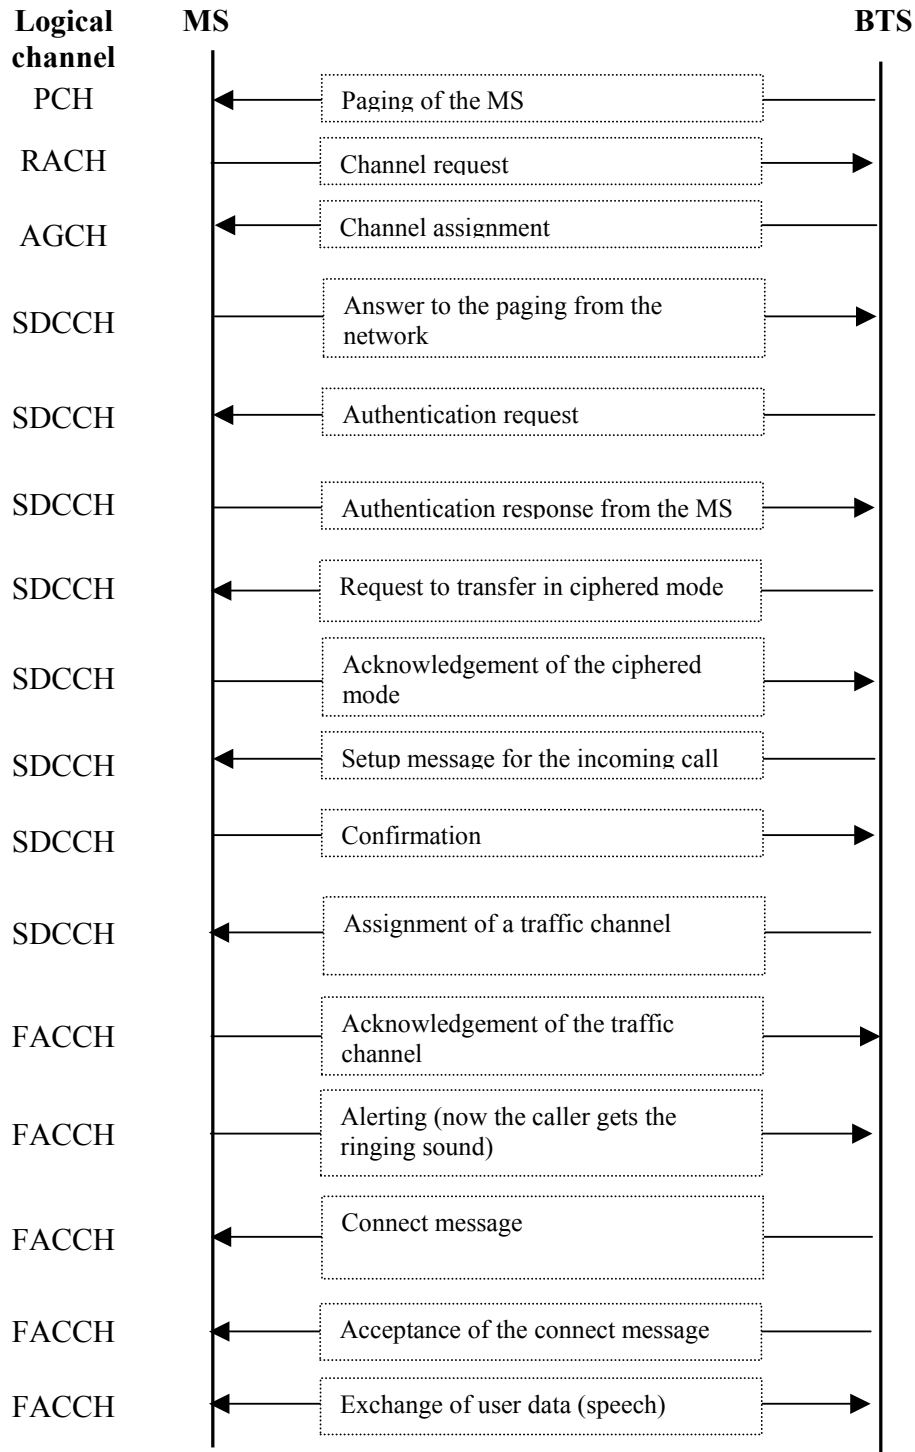 Logical channel MS BTS
PCH Paging of the MS
RACH Channel request
AGCH Channel assignment
SDCCH Answer to the paging from the
network
SDCCH Authentication request
SDCCH Authentication response from the MS
SDCCH Request to transfer in ciphered mode
SDCCH Acknowledgement of the ciphered
mode
SDCCH Setup message for the incoming call
SDCCH Confirmation
SDCCH Assignment of a traffic channel
FACCH Acknowledgement of the traffic
channel
FACCH Alerting (now the caller gets the
ringing sound)
FACCH Connect message
FACCH Acceptance of the connect message
FACCH Exchange of user data (speech)